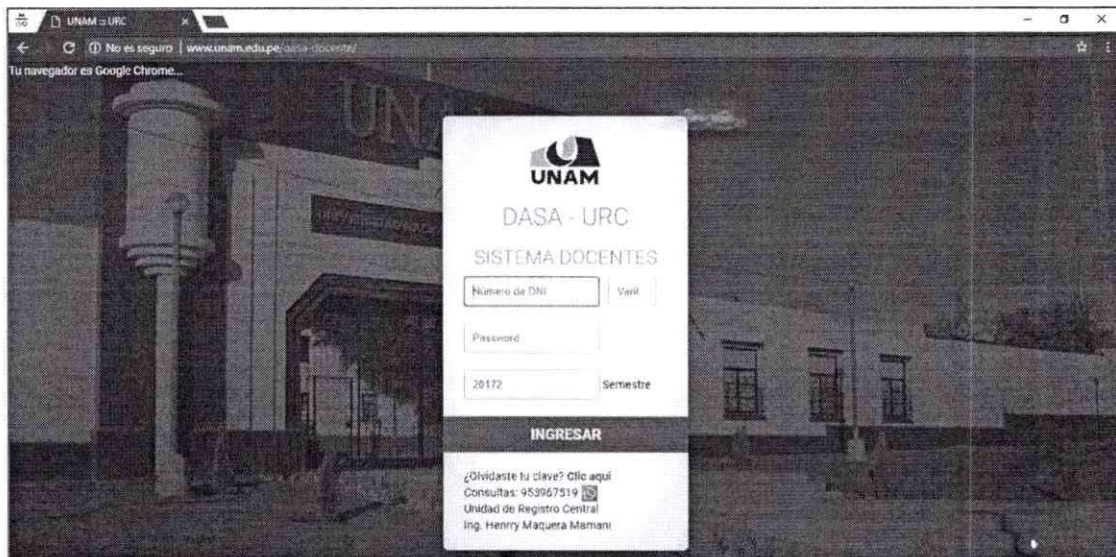 UNAM :: URC
No es seguro | www.unam.edu.pe/dasa-docente/
Tu navegador es Google Chrome...
UNAM
DASA - URC
SISTEMA DOCENTES
Número de DNI
Verif
Password
20172 Semestre
INGRESAR
¿Olvidaste tu clave? Clic aquí
Consultas: 953967519
Unidad de Registro Central
Ing. Henrry Maquera Mamani